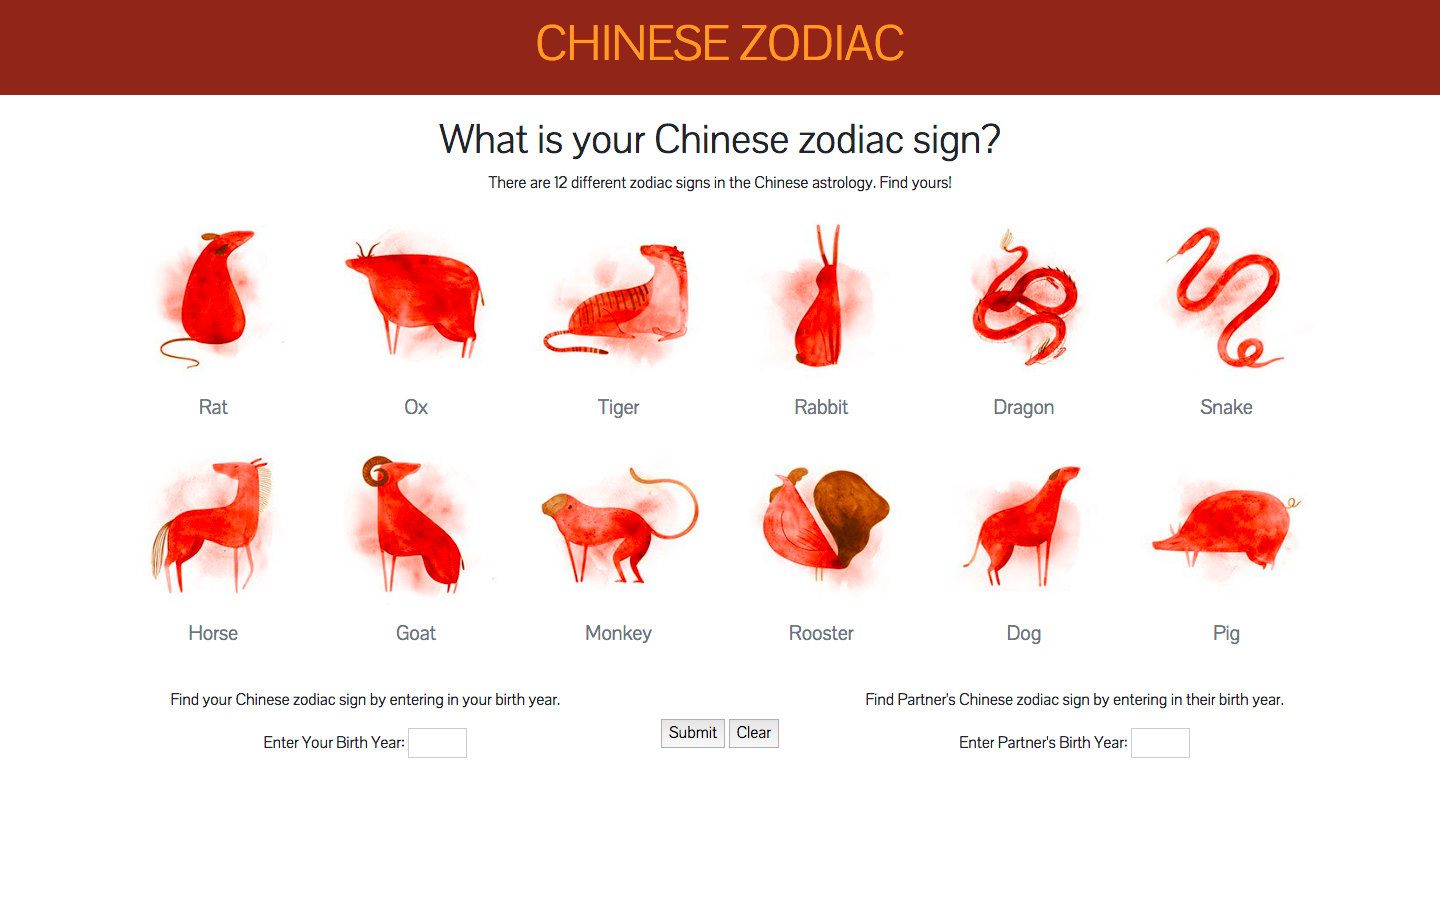 CHINESE ZODIAC
What is your Chinese zodiac sign?
There are 12 different zodiac signs in the Chinese astrology. Find yours!
Rat
Ox
Tiger
Rabbit
Dragon
Snake
Horse
Goat
Monkey
Rooster
Dog
Pig
Find your Chinese zodiac sign by entering in your birth year.
Enter Your Birth Year:
Submit
Clear
Find Partner's Chinese zodiac sign by entering in their birth year.
Enter Partner's Birth Year: